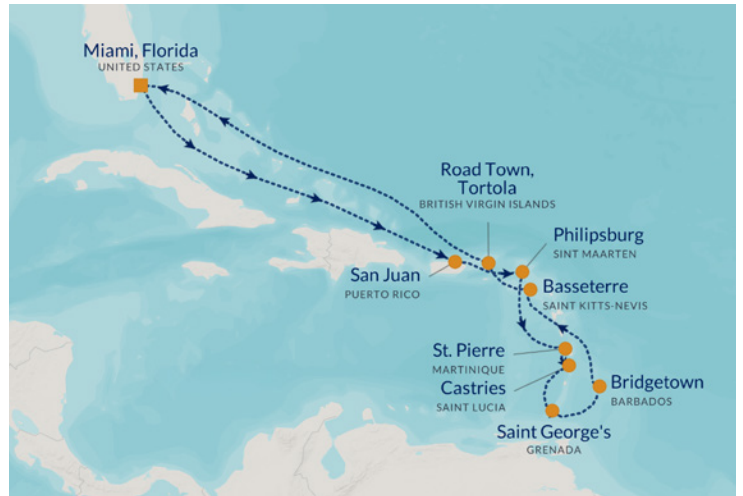 Miami, Florida
UNITED STATES
Road Town,
Tortola
BRITISH VIRGIN ISLANDS
Philipsburg
SINT MAARTEN
San Juan
PUERTO RICO
Basseterre
SAINT KITTS-NEVIS
St. Pierre
MARTINIQUE
Castries
SAINT LUCIA
Bridgetown
BARBADOS
Saint George's
GRENADA